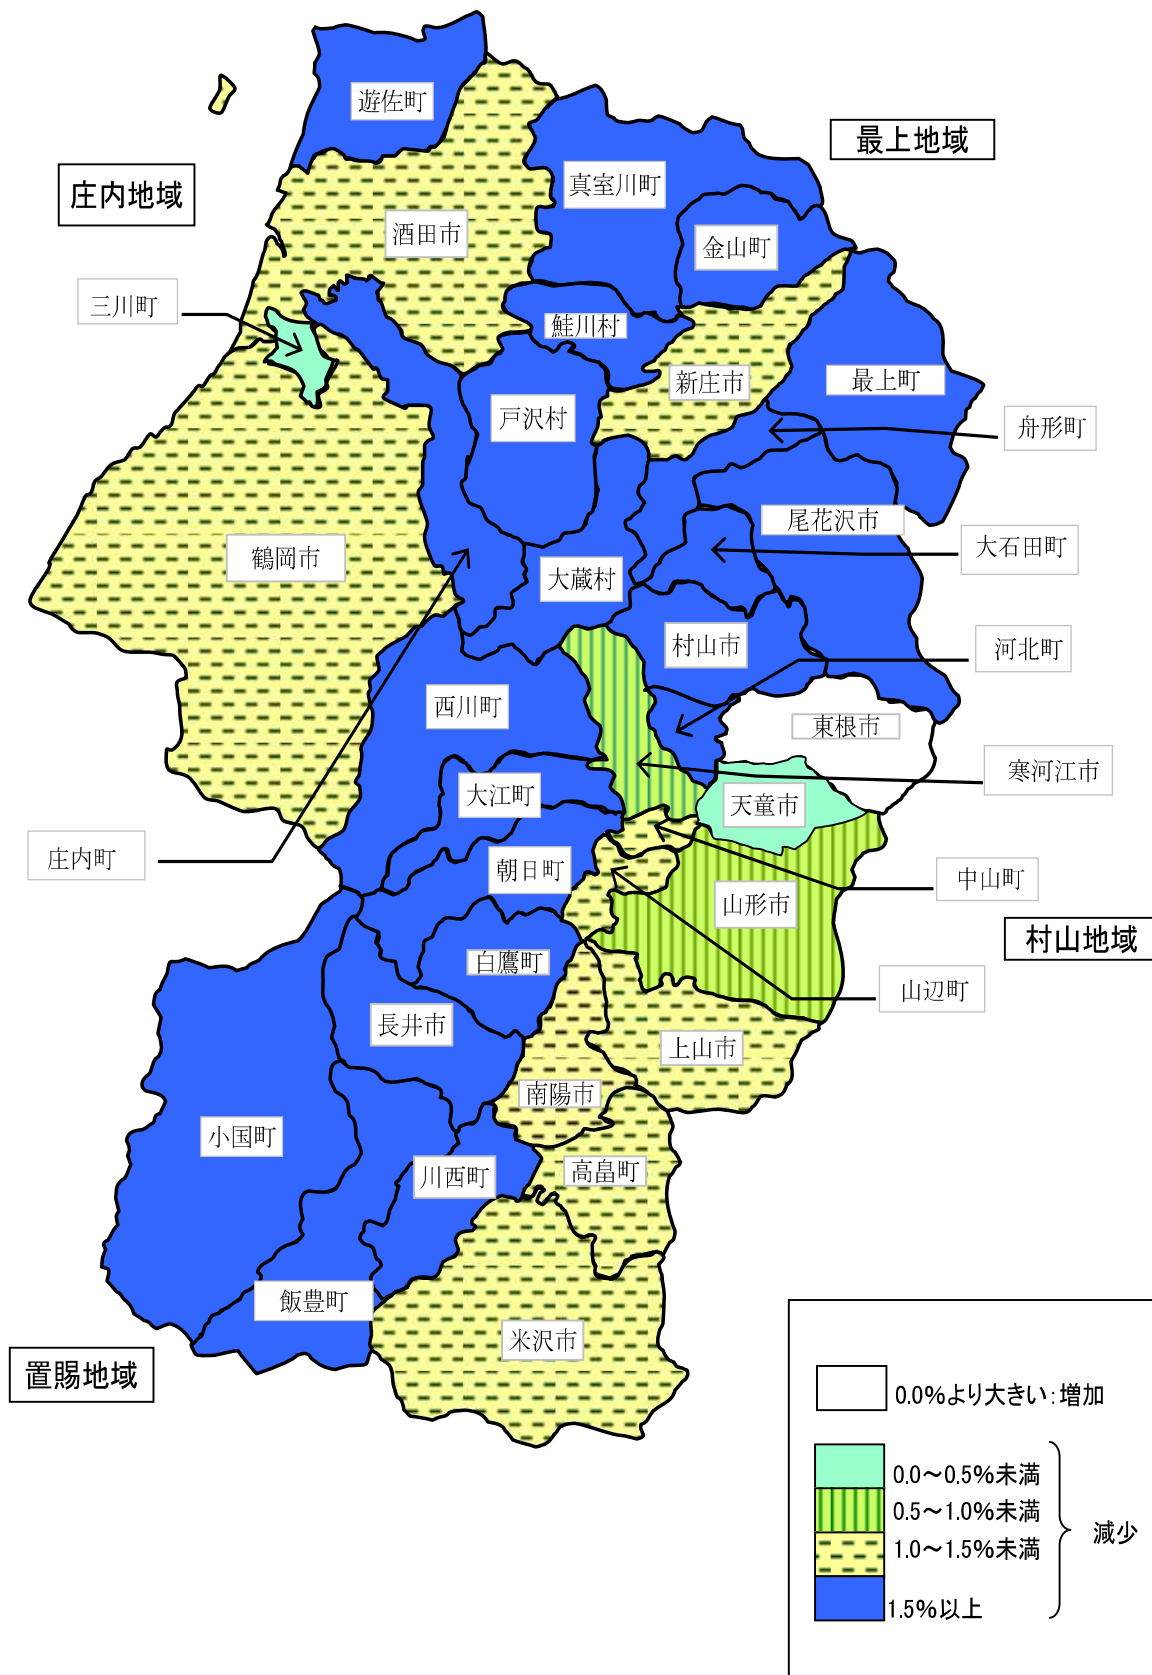 遊佐町
最上地域
庄内地域
真室川町
酒田市
金山町
三川町
鮭川村
新庄市
最上町
戸沢村
舟形町
尾花沢市
鶴岡市
大石田町
大蔵村
村山市
河北町
西川町
東根市
寒河江市
大江町
天童市
庄内町
朝日町
中山町
山形市
村山地域
白鷹町
山辺町
長井市
上山市
南陽市
小国町
川西町
高畠町
飯豊町
米沢市
置賜地域
0.0%より大きい:増加
0.0～0.5%未満
0.5～1.0%未満
1.0～1.5%未満
減少
1.5%以上